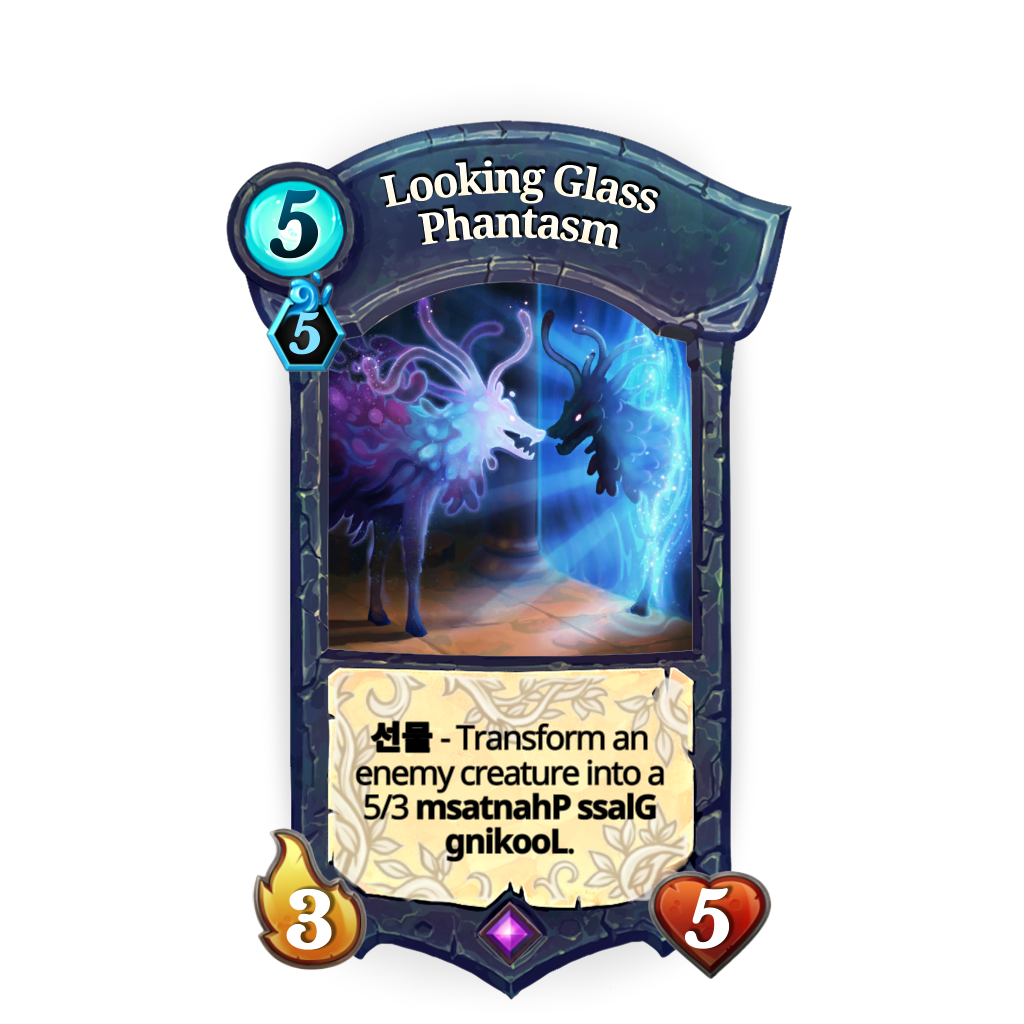 Looking Glass
Phantasm
5
5
선물 - Transform an
enemy creature into a
5/3 msatnahP ssalG
gnikooL.
3
5